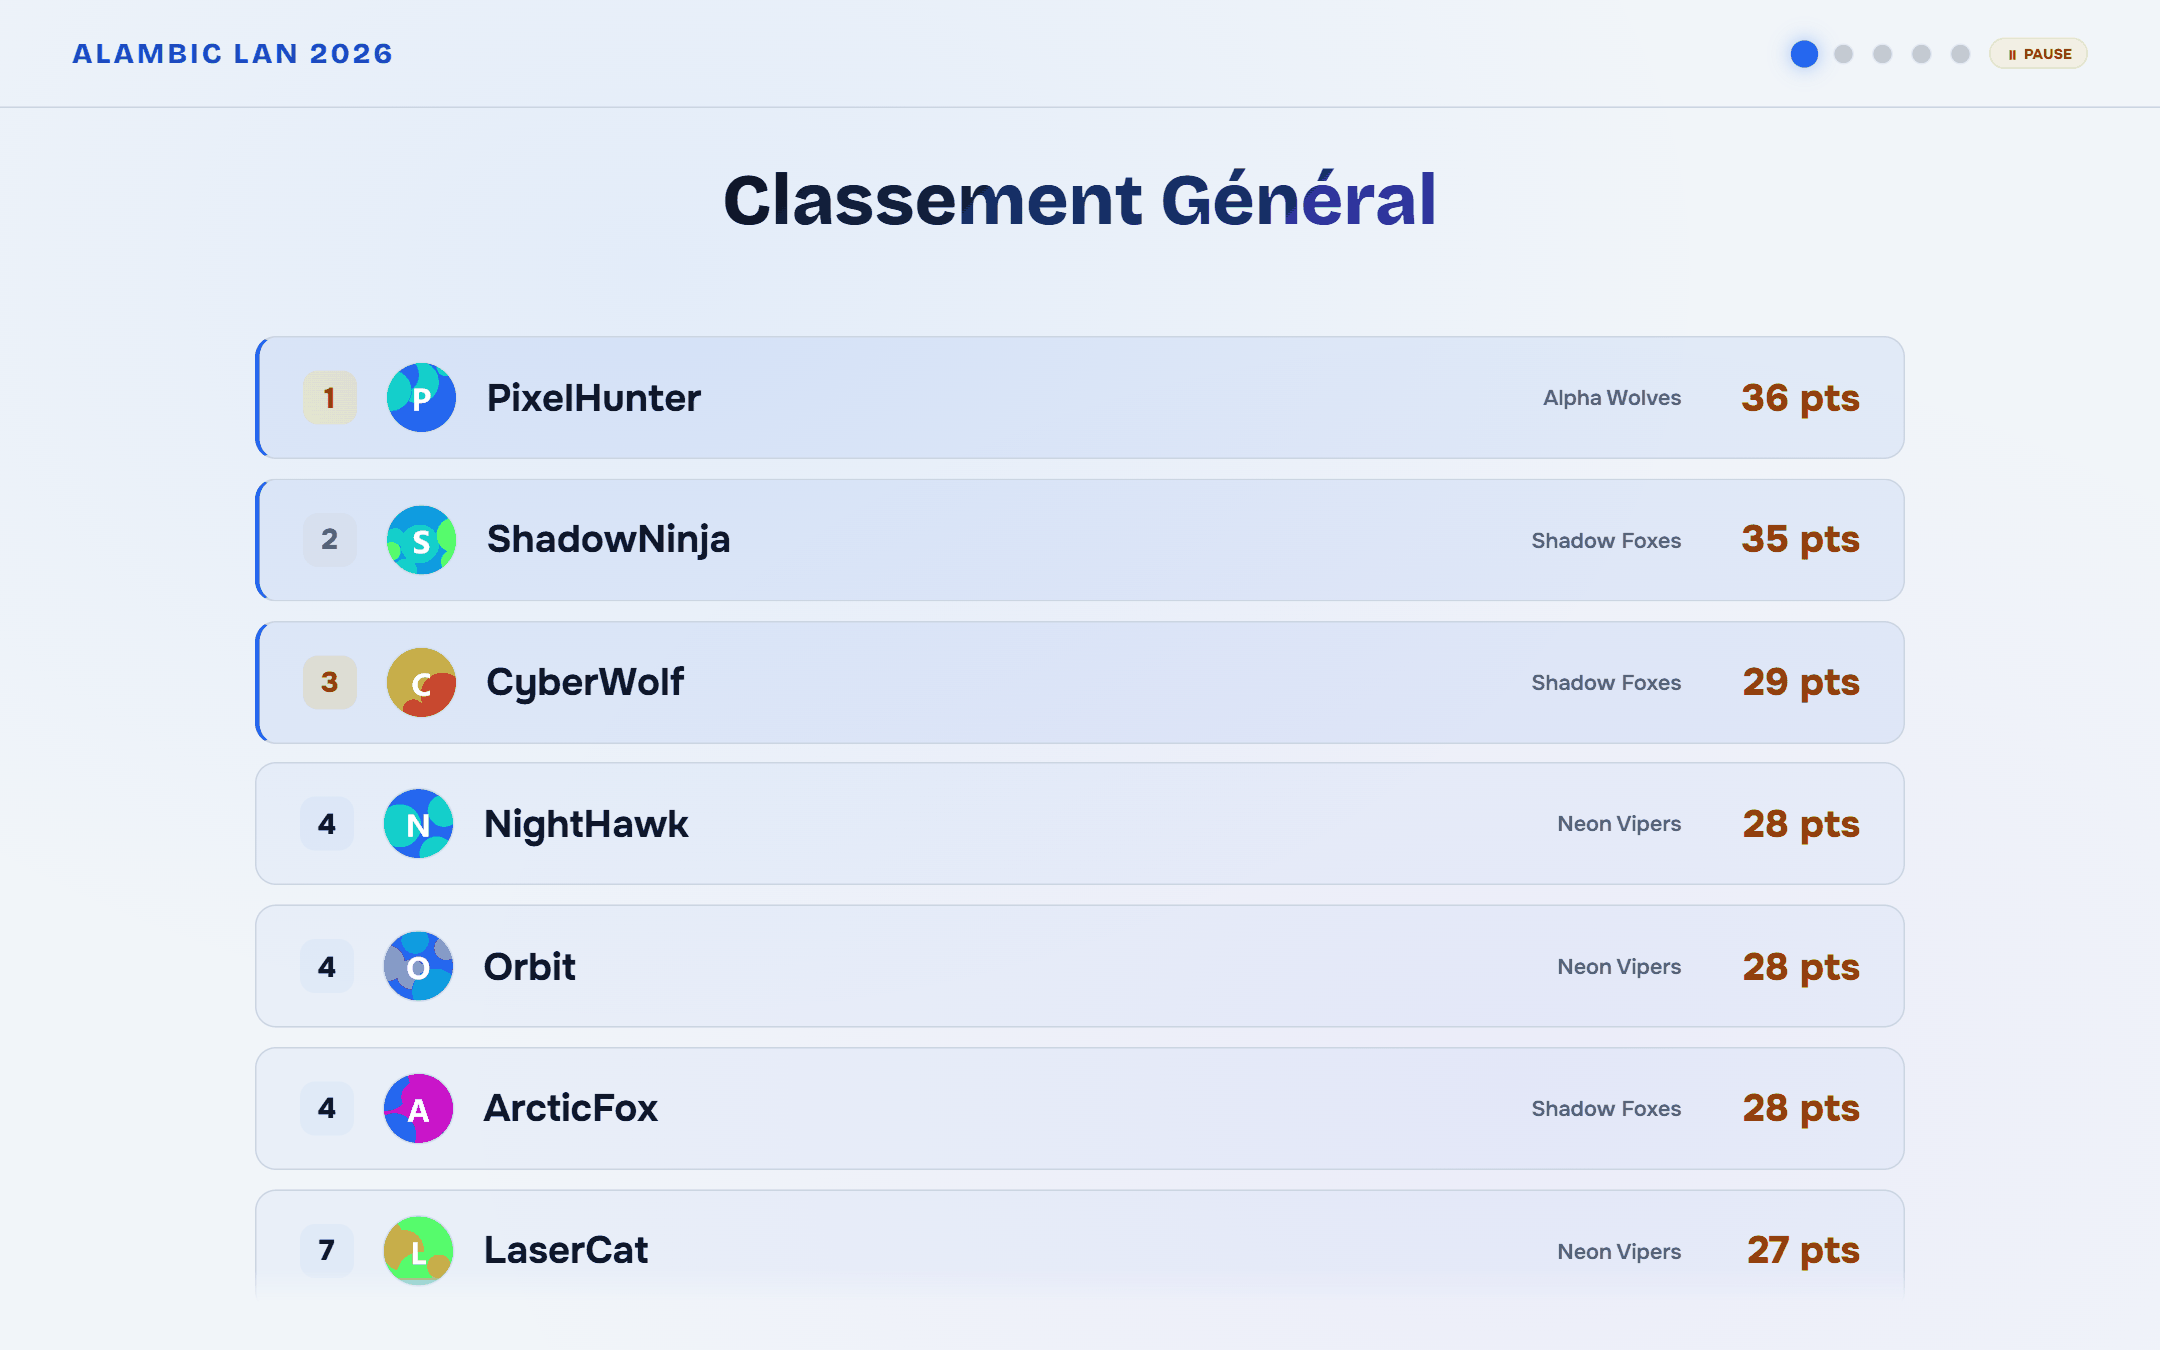 ALAMBIC LAN 2026
PAUSE
Classement Général
1 P PixelHunter Alpha Wolves 36 pts
2 S ShadowNinja Shadow Foxes 35 pts
3 C CyberWolf Shadow Foxes 29 pts
4 N NightHawk Neon Vipers 28 pts
4 O Orbit Neon Vipers 28 pts
4 A ArcticFox Shadow Foxes 28 pts
7 L LaserCat Neon Vipers 27 pts